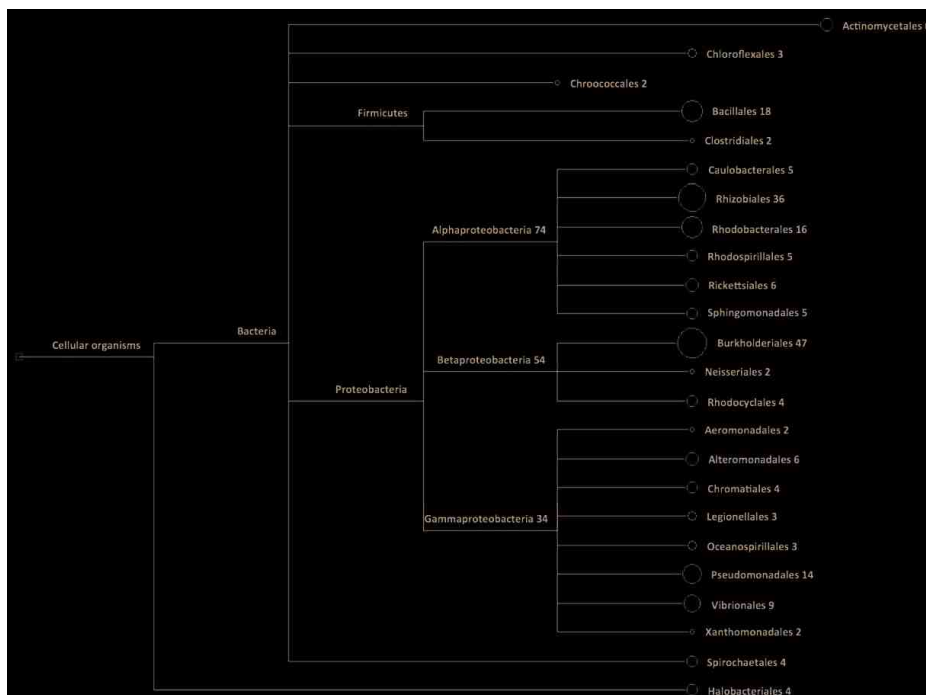 Actinomycetales
Chloroflexales 3
Chroococcales 2
Firmicutes
Bacillales 18
Clostridiales 2
Caulobacterales 5
Rhizobiales 36
Alphaproteobacteria 74
Rhodobacterales 16
Rhodospirillales 5
Rickettsiales 6
Sphingomonadales 5
Bacteria
Cellular organisms
Burkholderiales 47
Betaproteobacteria 54
Neisseriales 2
Proteobacteria
Rhodocyclales 4
Aeromonadales 2
Alteromonadales 6
Chromatiales 4
Gammaproteobacteria 34
Legionellales 3
Oceanospirillales 3
Pseudomonadales 14
Vibrionales 9
Xanthomonadales 2
Spirochaetales 4
Halobacteriales 4